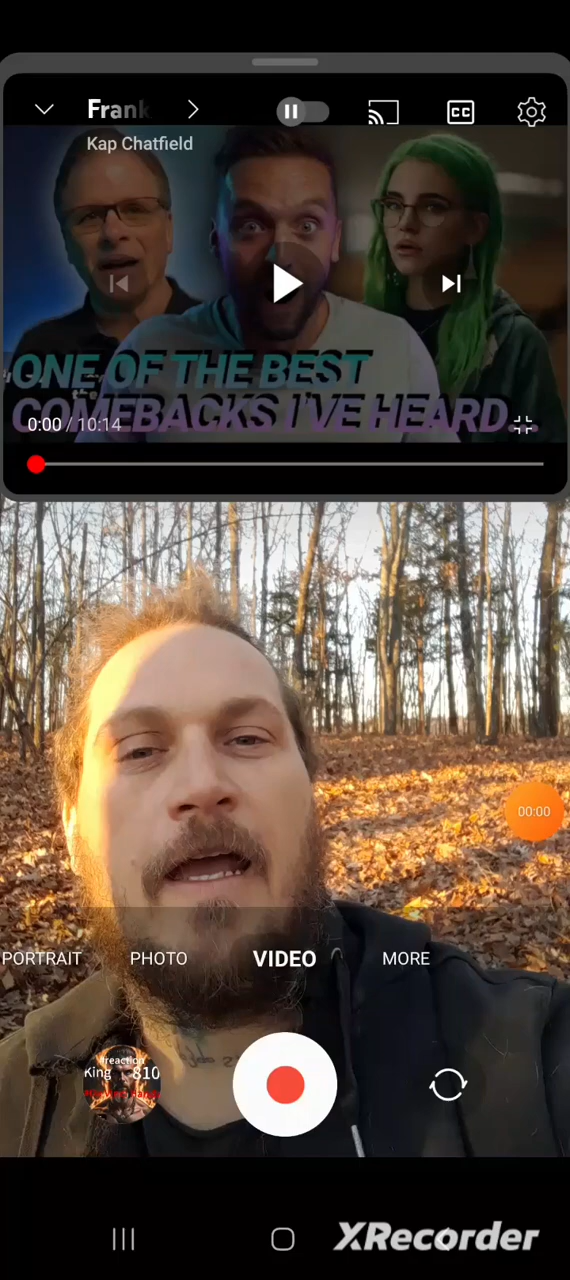 Frank
Kap Chatfield
ONE OF THE BEST
COMEBACKS I'VE HEARD...
0:00 / 10:14
00:00
PORTRAIT PHOTO VIDEO MORE
#reaction
King 810
XRecorder